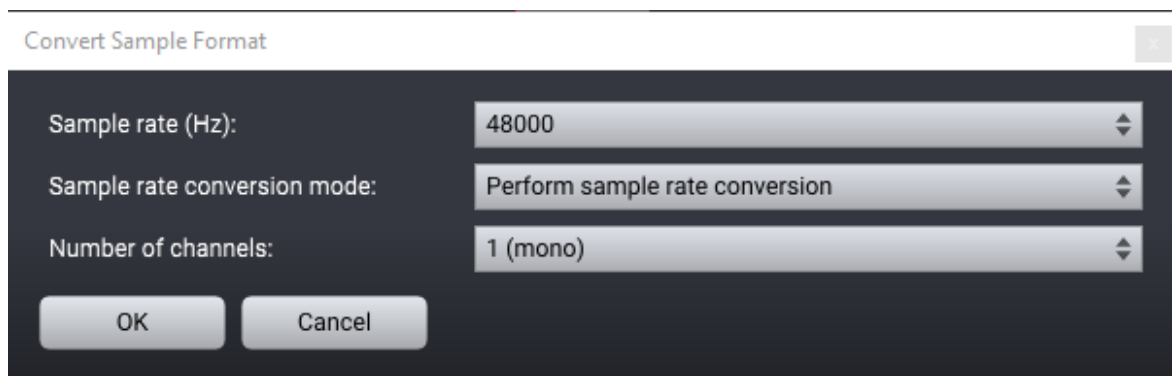 Convert Sample Format
x
Sample rate (Hz): 48000
Sample rate conversion mode: Perform sample rate conversion
Number of channels: 1 (mono)
OK Cancel